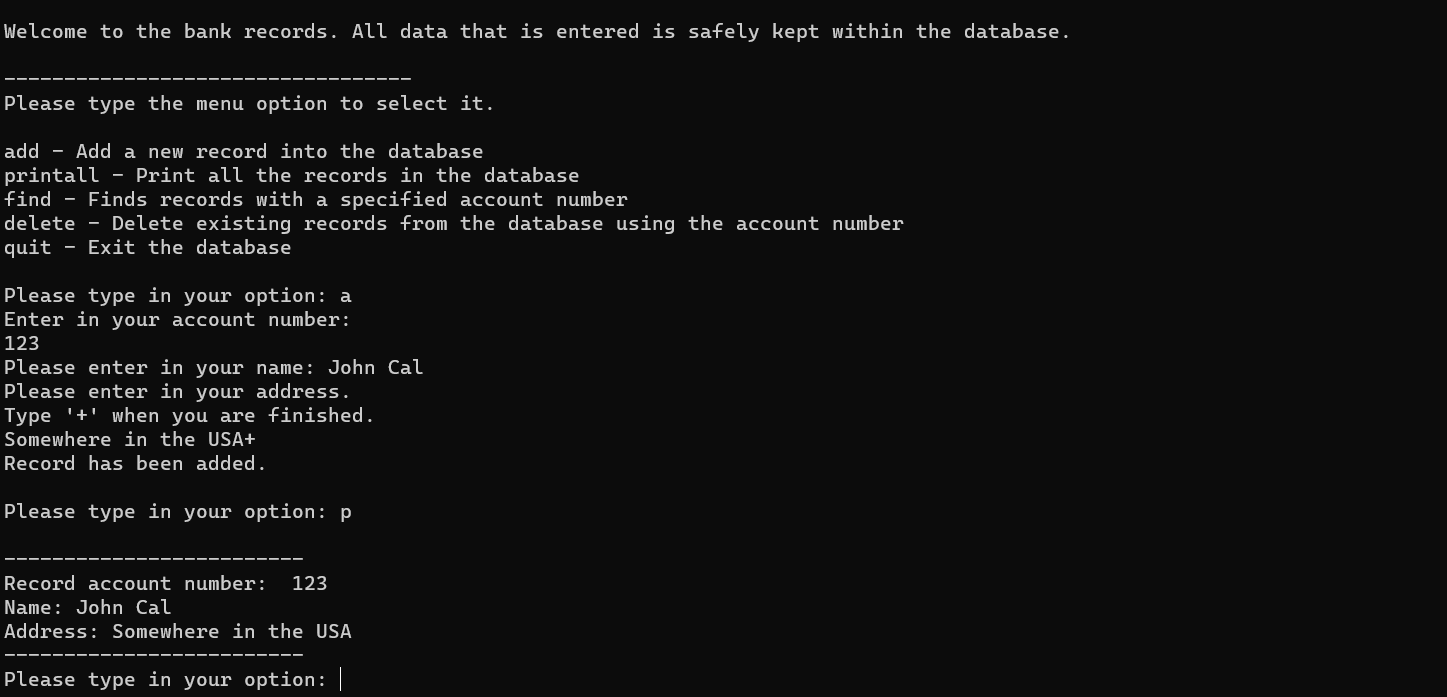 Welcome to the bank records. All data that is entered is safely kept within the database.
----------------------------------
Please type the menu option to select it.
add - Add a new record into the database
printall - Print all the records in the database
find - Finds records with a specified account number
delete - Delete existing records from the database using the account number
quit - Exit the database
Please type in your option: a
Enter in your account number:
123
Please enter in your name: John Cal
Please enter in your address.
Type '+' when you are finished.
Somewhere in the USA+
Record has been added.
Please type in your option: p
-------------------------
Record account number:  123
Name: John Cal
Address: Somewhere in the USA
-------------------------
Please type in your option: